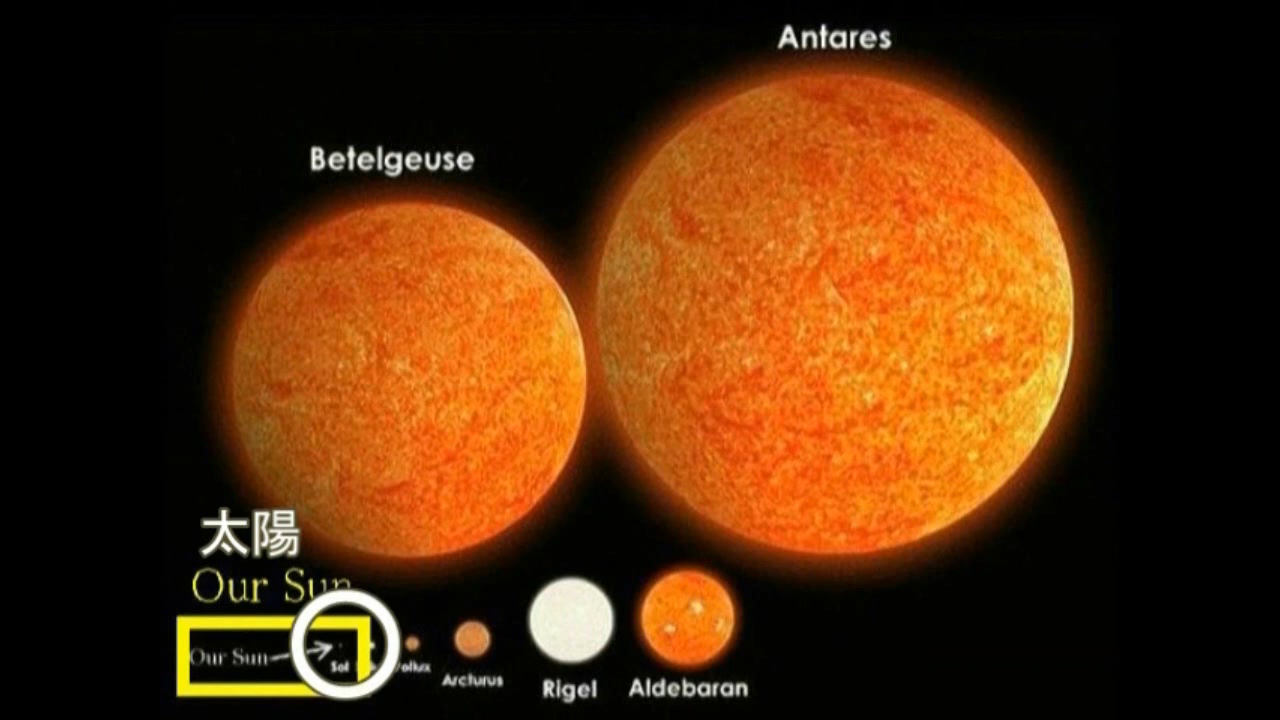 Antares
Betelgeuse
太陽
Our Sun
Our Sun
Sol
Arcturus
Rigel
Aldebaran